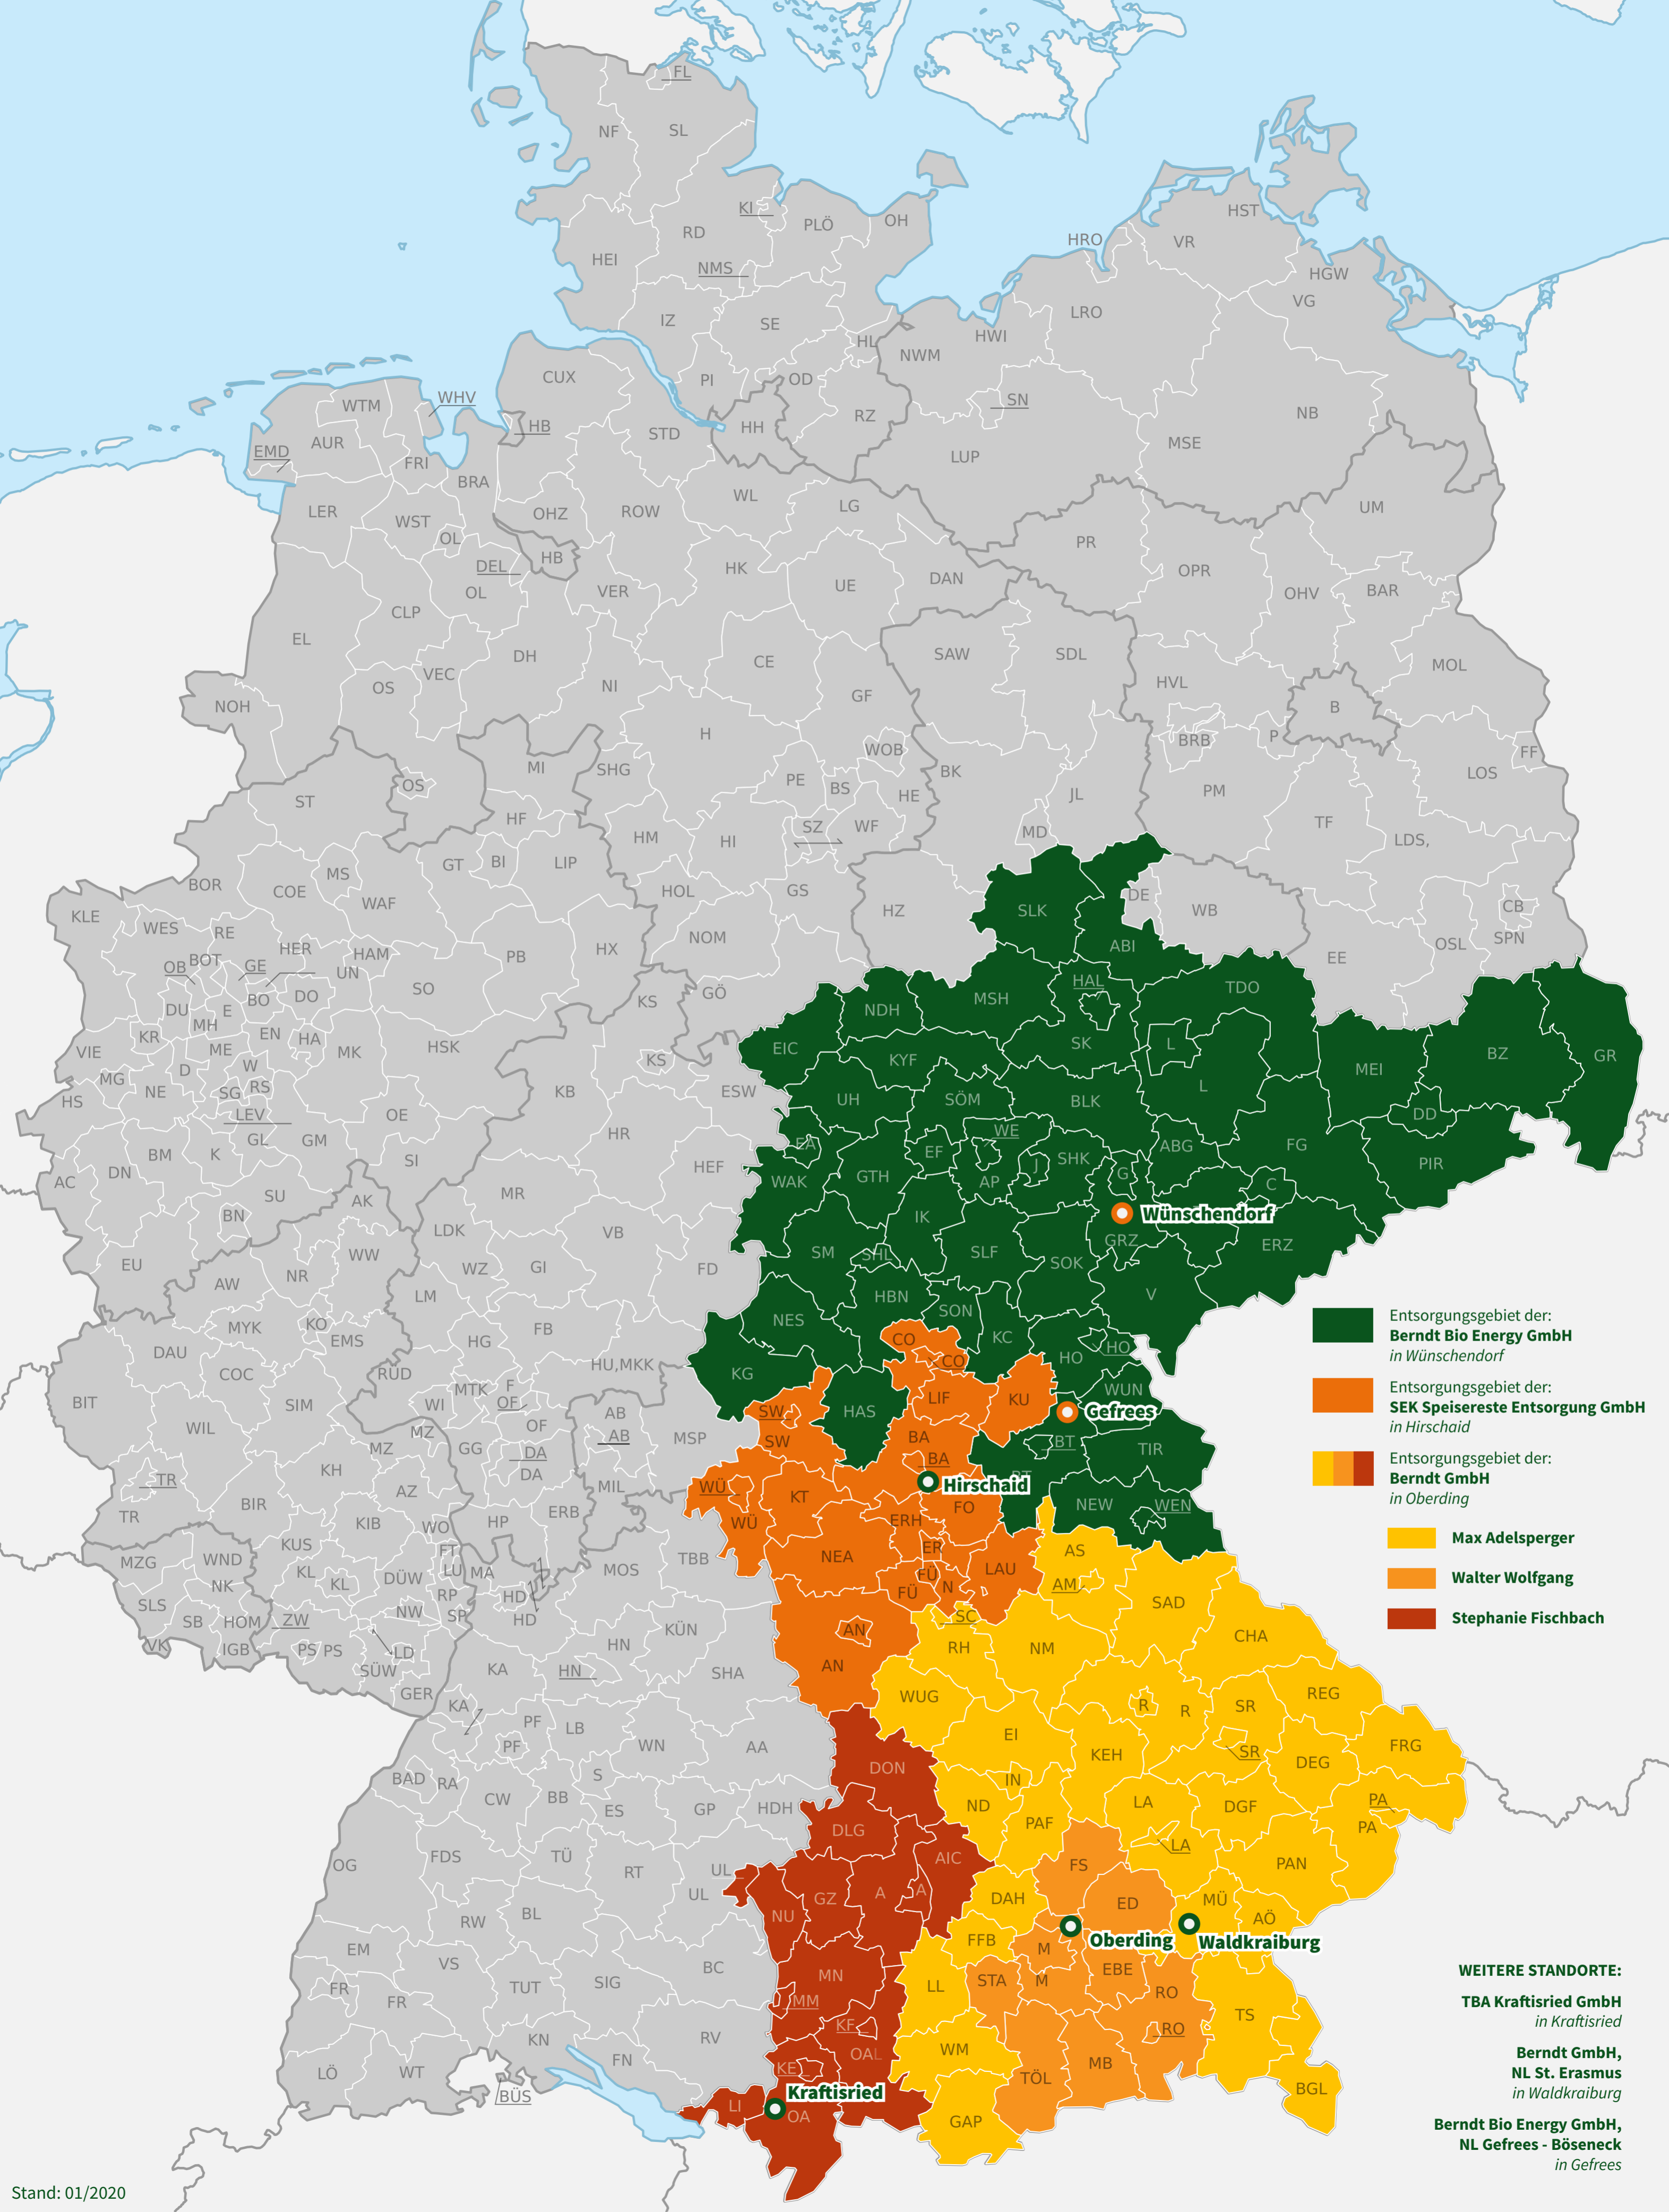 FL
NF
SL
KI
RD
PLÖ
OH
HST
VR
HRO
HEI
NMS
HGW
VG
LRO
IZ
SE
HWI
HL
NWM
CUX
PI
OD
WTM
WHV
SN
RZ
HB
HH
STD
NB
AUR
EMD
FRI
MSE
LUP
BRA
WL
LG
UM
LER
WST
OHZ
ROW
OL
PR
HB
DEL
HK
OPR
DAN
UE
OL
VER
OHV
BAR
CLP
EL
DH
CE
SAW
SDL
MOL
VEC
OS
NI
HVL
GF
NOH
B
H
P
BRB
WOB
FF
MI
SHG
BK
LOS
PE
OS
BS
PM
JL
HE
ST
HF
SZ
WF
TF
MD
HM
HI
LDS,
GT
BI
LIP
MS
BOR
COE
HOL
GS
DE
WAF
CB
KLE
HZ
SLK
WB
WES
RE
NOM
SPN
OSL
ABI
HER
HAM
HX
PB
EE
OB
BOT
GE
UN
HAL
SO
TDO
GÖ
BO
DO
MSH
KS
DU
E
NDH
MH
EN
HA
KR
HSK
SK
L
EIC
ME
MK
VIE
BZ
GR
KYF
KS
W
D
MEI
MG
RS
L
NE
SG
KB
ESW
UH
SÖM
BLK
HS
LEV
OE
DD
HR
WE
GL
GM
EA
ABG
FG
BM
K
EF
SHK
SI
HEF
J
PIR
DN
GTH
G
AC
WAK
AP
C
SU
MR
AK
BN
IK
Wünschendorf
LDK
VB
GRZ
ERZ
WW
SM
SHL
SLF
EU
WZ
GI
FD
SOK
NR
AW
LM
HBN
V
SON
KO
NES
Entsorgungsgebiet der:
MYK
FB
Berndt Bio Energy GmbH
EMS
HG
KC
CO
in Wünschendorf
DAU
HO
HO
CO
HU,MKK
COC
RÜD
KG
F
MTK
WUN
Entsorgungsgebiet der:
BIT
SIM
WI
OF
LIF
KU
SEK Speisereste Entsorgung GmbH
AB
SW
HAS
Gefrees
in Hirschaid
WIL
MZ
OF
AB
MSP
SW
BA
BT
TIR
MZ
GG
DA
BA
Entsorgungsgebiet der:
KH
DA
Berndt GmbH
TR
MIL
WÜ
Hirschaid
BT
in Oberding
AZ
KT
BIR
NEW
WEN
FO
TR
KIB
ERB
HP
WÜ
ERH
WO
Max Adelsperger
KUS
ER
AS
FT
NEA
MZG
WND
TBB
LAU
KL
LU
MA
MOS
FÜ
Walter Wolfgang
KL
DÜW
AM
NK
RP
HD
FÜ
N
SLS
NW
SP
SAD
SC
Stephanie Fischbach
SB
HOM
ZW
HD
KÜN
AN
CHA
VK
IGB
PS
PS
LD
HN
RH
NM
SÜW
KA
HN
SHA
AN
GER
WUG
REG
KA
R
R
SR
PF
LB
EI
WN
AA
PF
KEH
SR
FRG
DEG
DON
BAD
RA
S
IN
CW
BB
ES
GP
HDH
ND
LA
DGF
PA
PAF
PA
DLG
LA
FDS
TÜ
AIC
OG
RT
UL
FS
PAN
GZ
A
A
DAH
UL
MÜ
ED
BL
NU
AÖ
RW
Oberding
Waldkraiburg
FFB
EM
M
VS
BC
EBE
WEITERE STANDORTE:
MN
STA
M
FR
TUT
SIG
LL
RO
FR
MM
TBA Kraftisried GmbH
in Kraftisried
TS
KF
RO
KN
RV
WM
OAL
Berndt GmbH,
FN
MB
NL St. Erasmus
LÖ
WT
KE
TÖL
in Waldkraiburg
BÜS
BGL
Kraftisried
LI
OA
GAP
Berndt Bio Energy GmbH,
NL Gefrees - Böseneck
in Gefrees
Stand: 01/2020